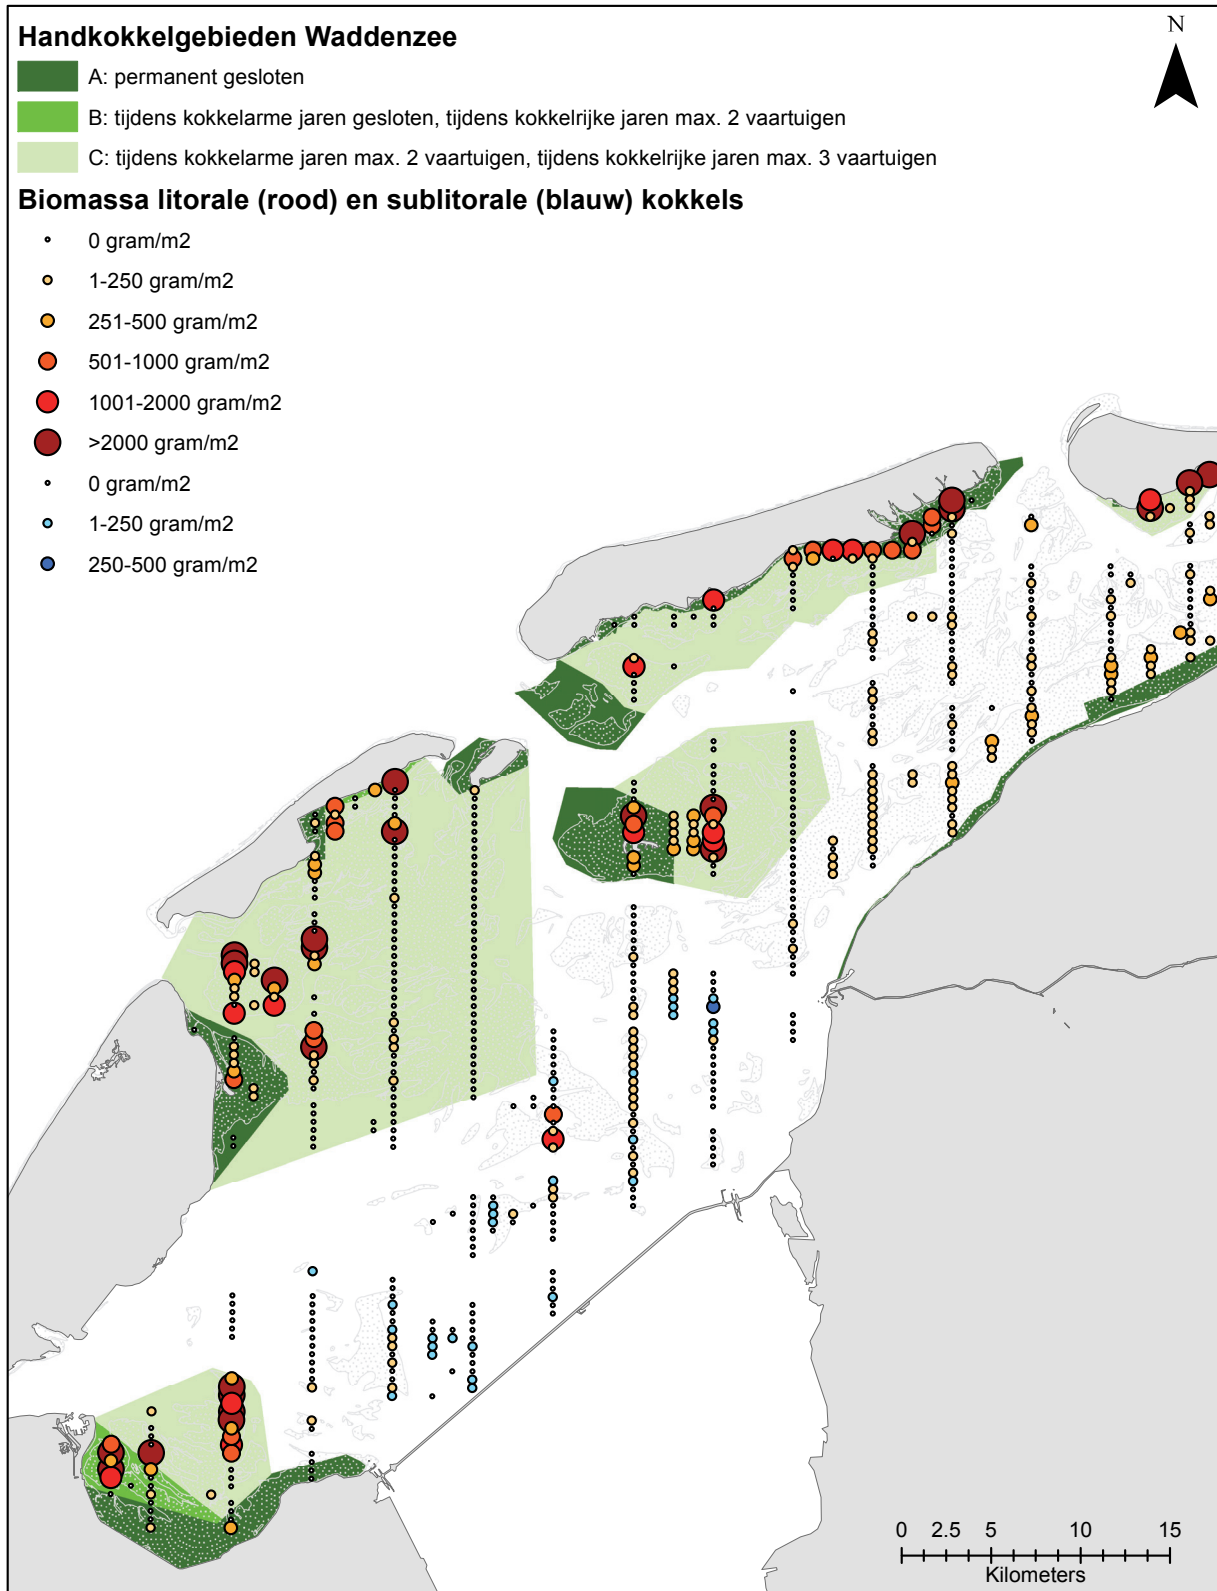 Handkokkelgebieden Waddenzee
N
A: permanent gesloten
B: tijdens kokkelarme jaren gesloten, tijdens kokkelrijke jaren max. 2 vaartuigen
C: tijdens kokkelarme jaren max. 2 vaartuigen, tijdens kokkelrijke jaren max. 3 vaartuigen
Biomassa litorale (rood) en sublitorale (blauw) kokkels
0 gram/m2
1-250 gram/m2
251-500 gram/m2
501-1000 gram/m2
1001-2000 gram/m2
>2000 gram/m2
0 gram/m2
1-250 gram/m2
250-500 gram/m2
0 2.5 5 10 15
Kilometers